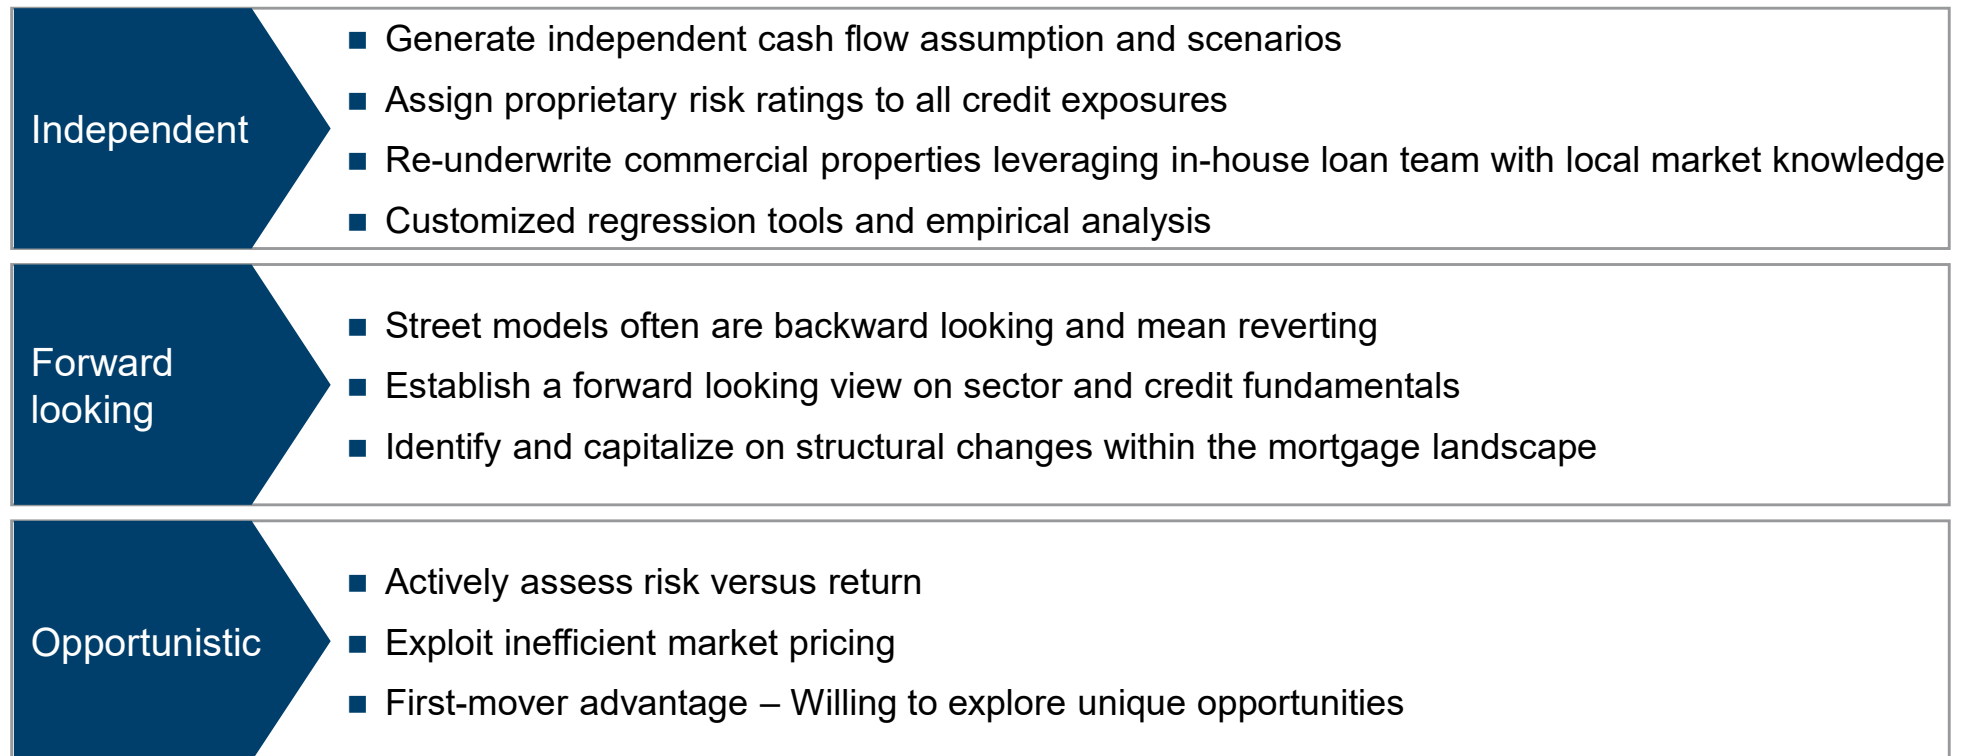 Independent
■ Generate independent cash flow assumption and scenarios
■ Assign proprietary risk ratings to all credit exposures
■ Re-underwrite commercial properties leveraging in-house loan team with local market knowledge
■ Customized regression tools and empirical analysis
Forward
looking
■ Street models often are backward looking and mean reverting
■ Establish a forward looking view on sector and credit fundamentals
■ Identify and capitalize on structural changes within the mortgage landscape
Opportunistic
■ Actively assess risk versus return
■ Exploit inefficient market pricing
■ First-mover advantage – Willing to explore unique opportunities